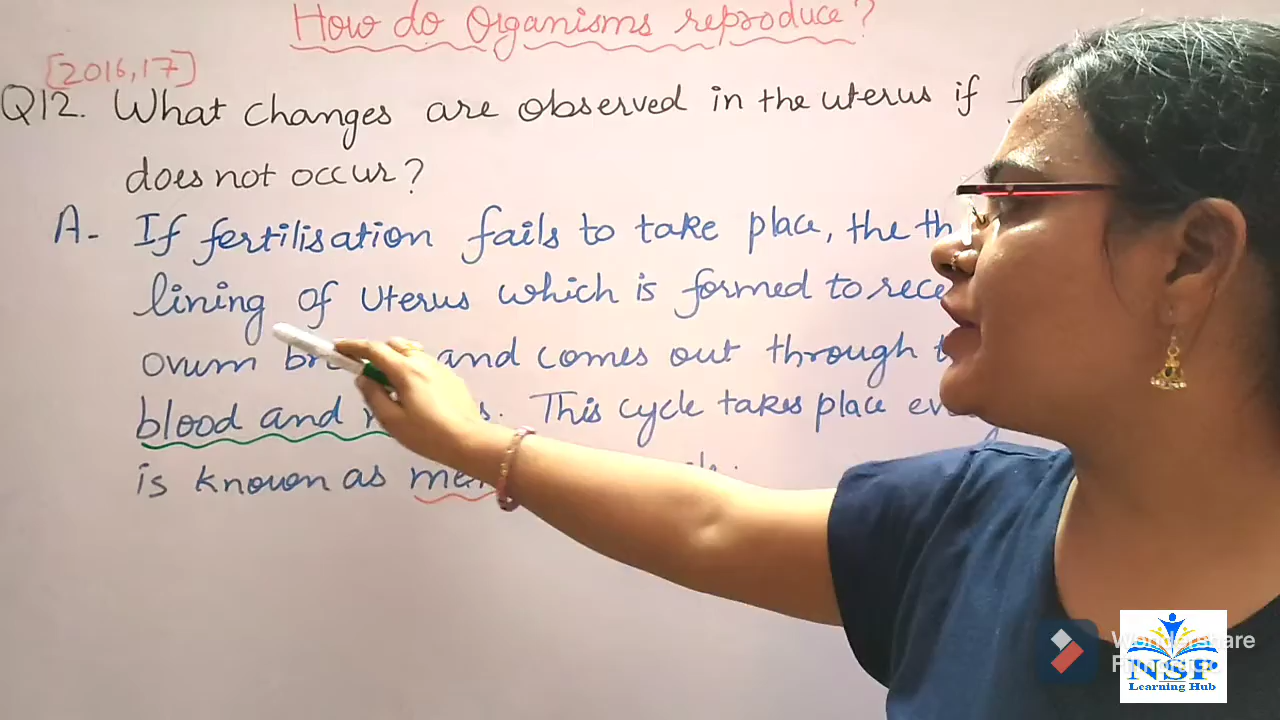 How do Organisms reproduce?
[2016,17]
Q12. What changes are observed in the uterus if
does not occur?
A- If fertilisation fails to take place, the
lining of Uterus which is formed to
ovum and comes out through
blood and This cycle takes place
is known as
Wondershare
Filmora
NSP
Learning Hub